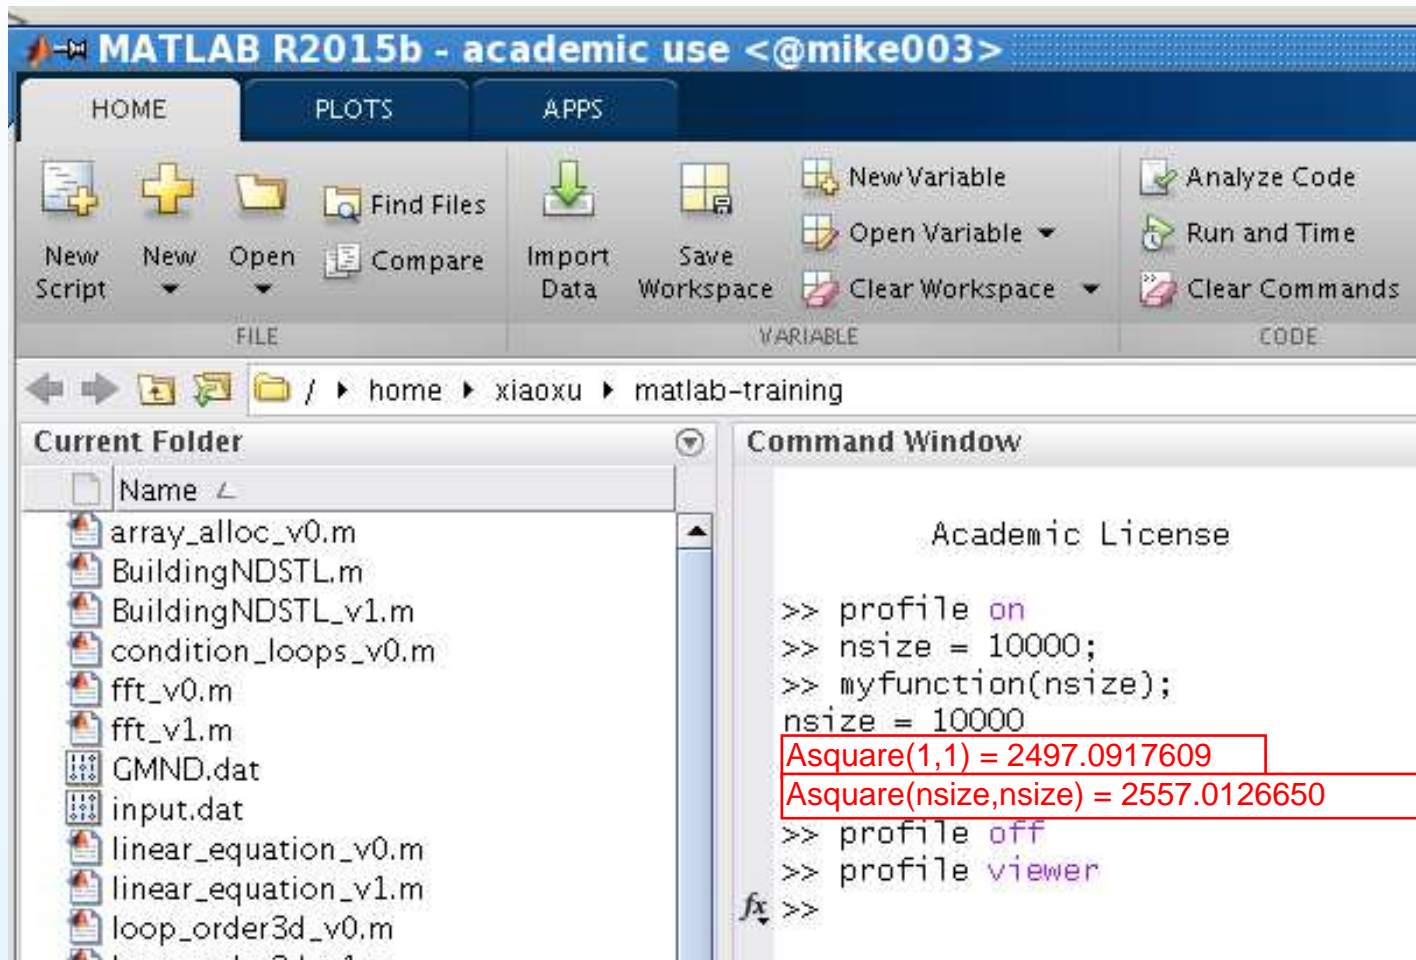 MATLAB R2015b - academic use <@mike003>
HOME PLOTS APPS
New Script
New
Open
Find Files
Compare
Import Data
Save Workspace
New Variable
Open Variable
Clear Workspace
Analyze Code
Run and Time
Clear Commands
FILE VARIABLE CODE
/ home xiaoxu matlab-training
Current Folder
Name
array_alloc_v0.m
BuildingNDSTL.m
BuildingNDSTL_v1.m
condition_loops_v0.m
fft_v0.m
fft_v1.m
GMND.dat
input.dat
linear_equation_v0.m
linear_equation_v1.m
loop_order3d_v0.m
Command Window
Academic License
>> profile on
>> nsize = 10000;
>> myfunction(nsize);
nsize = 10000
Asquare(1,1) = 2497.0917609
Asquare(nsize,nsize) = 2557.0126650
>> profile off
>> profile viewer
fx >>